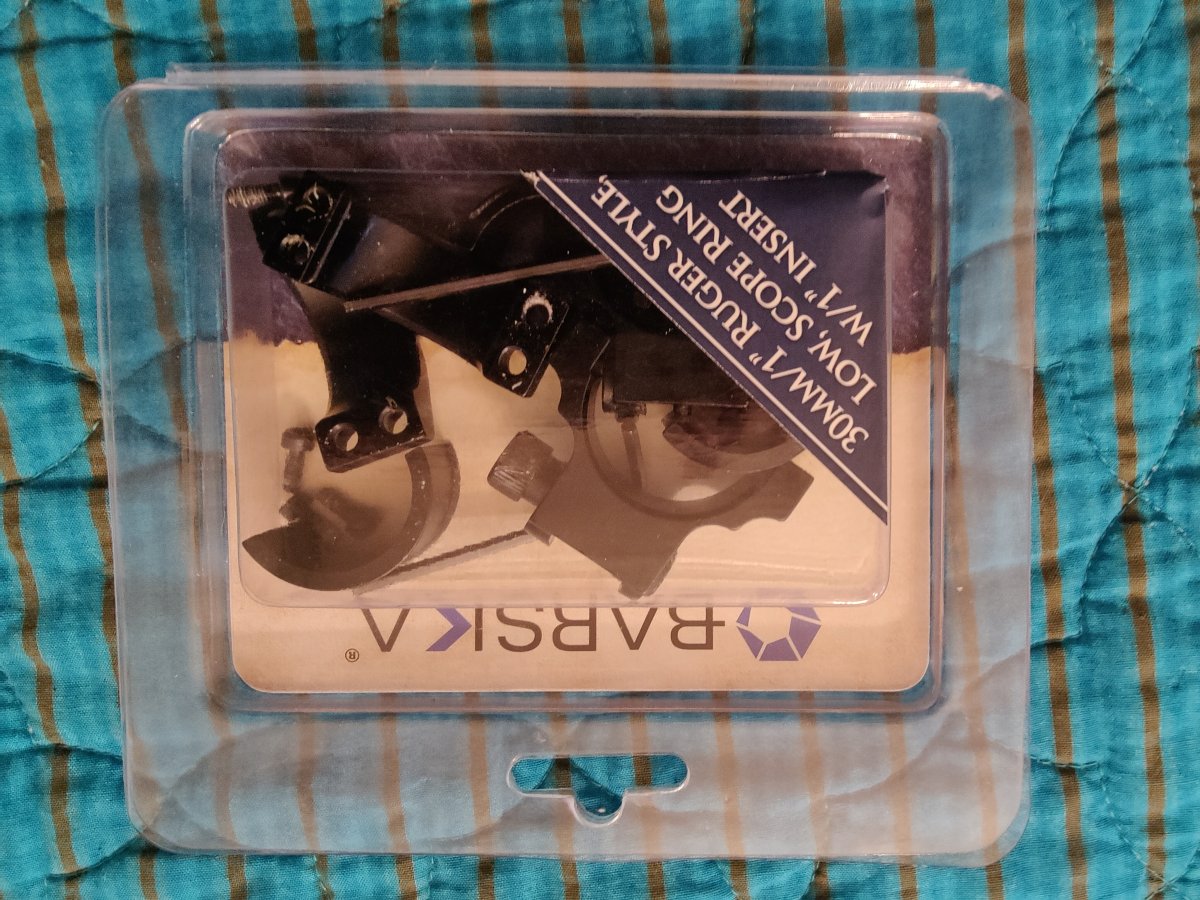 BARSKA®
30MM/1" RUGER STYLE,
LOW, SCOPE RING
W/1" INSERT